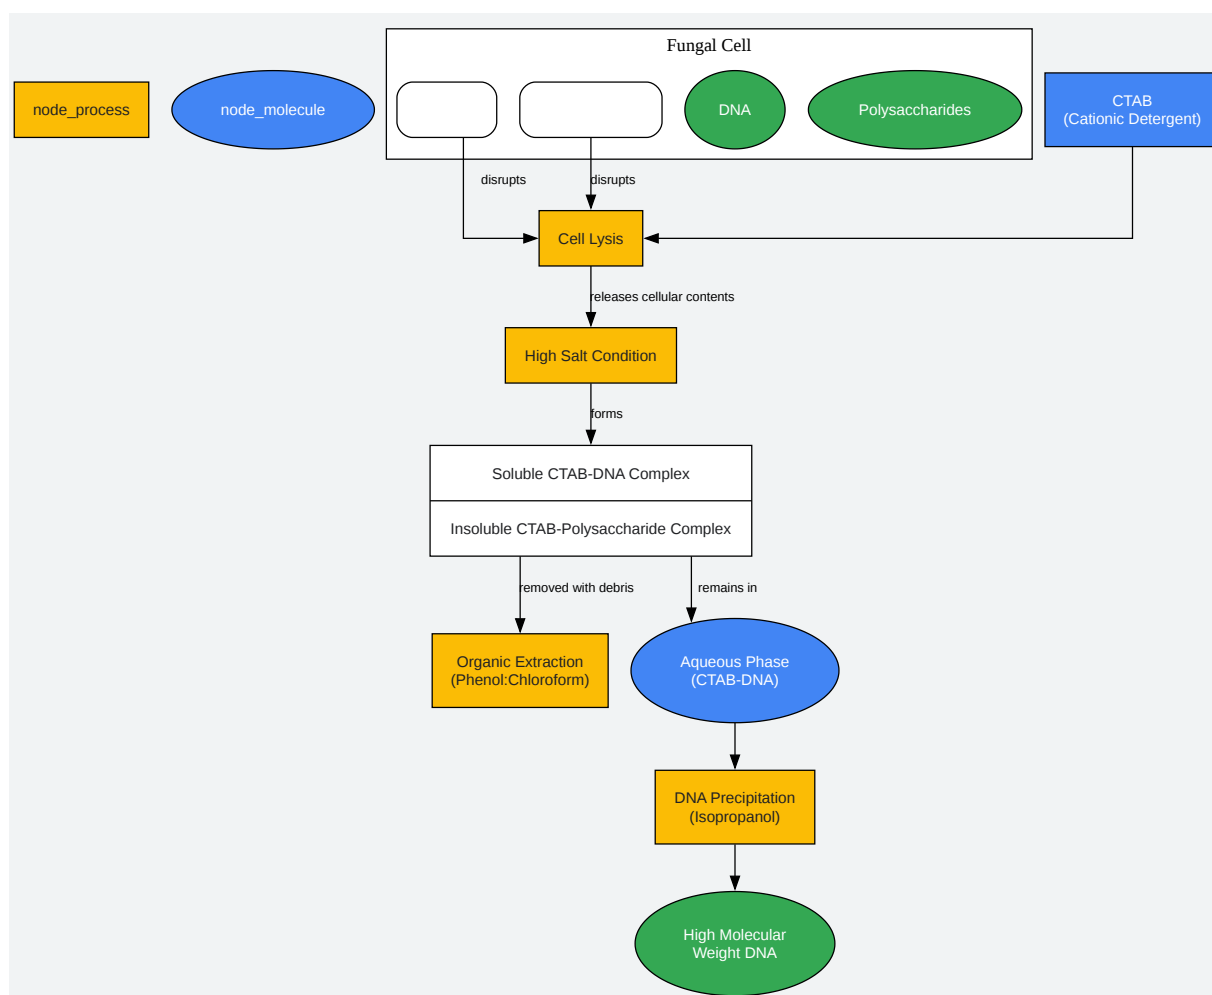 Fungal Cell
node_process
node_molecule
DNA
Polysaccharides
CTAB
(Cationic Detergent)
disrupts
disrupts
Cell Lysis
releases cellular contents
High Salt Condition
forms
Soluble CTAB-DNA Complex
Insoluble CTAB-Polysaccharide Complex
removed with debris
remains in
Organic Extraction
(Phenol:Chloroform)
Aqueous Phase
(CTAB-DNA)
DNA Precipitation
(Isopropanol)
High Molecular
Weight DNA